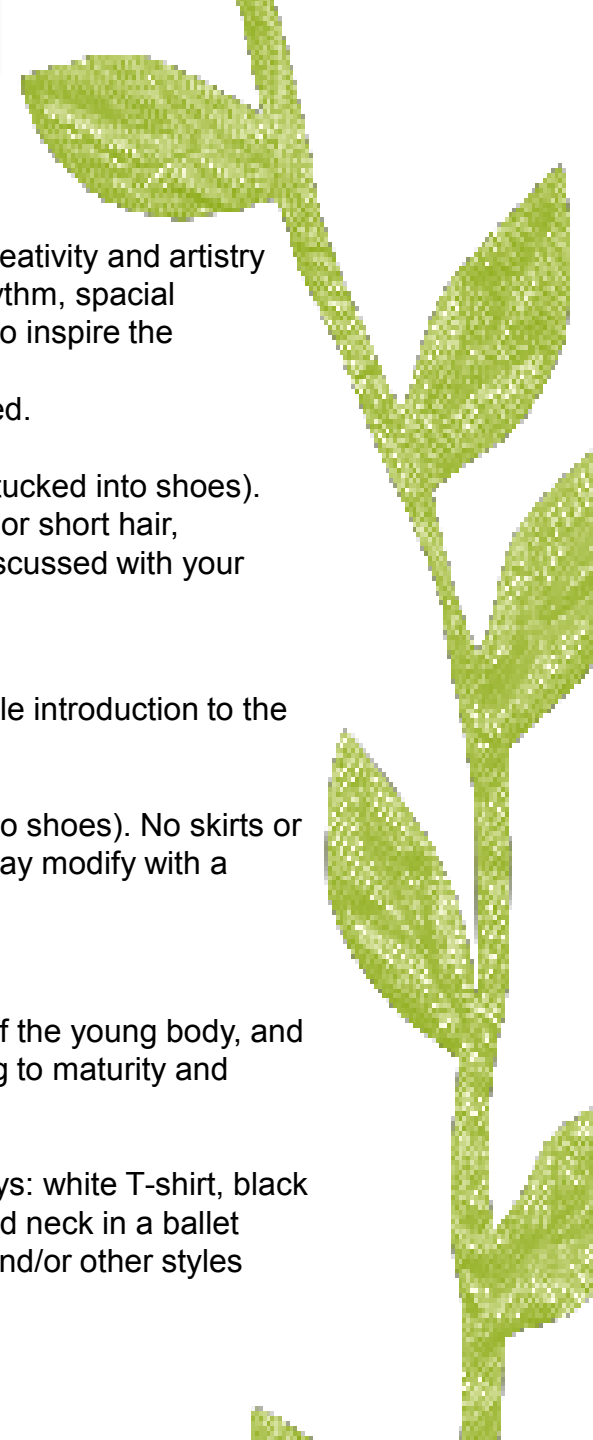 eativity and artistry
ythm, spacial
o inspire the
ed.
tucked into shoes).
or short hair,
scussed with your
le introduction to the
o shoes). No skirts or
ay modify with a
f the young body, and
g to maturity and
ys: white T-shirt, black
d neck in a ballet
nd/or other styles